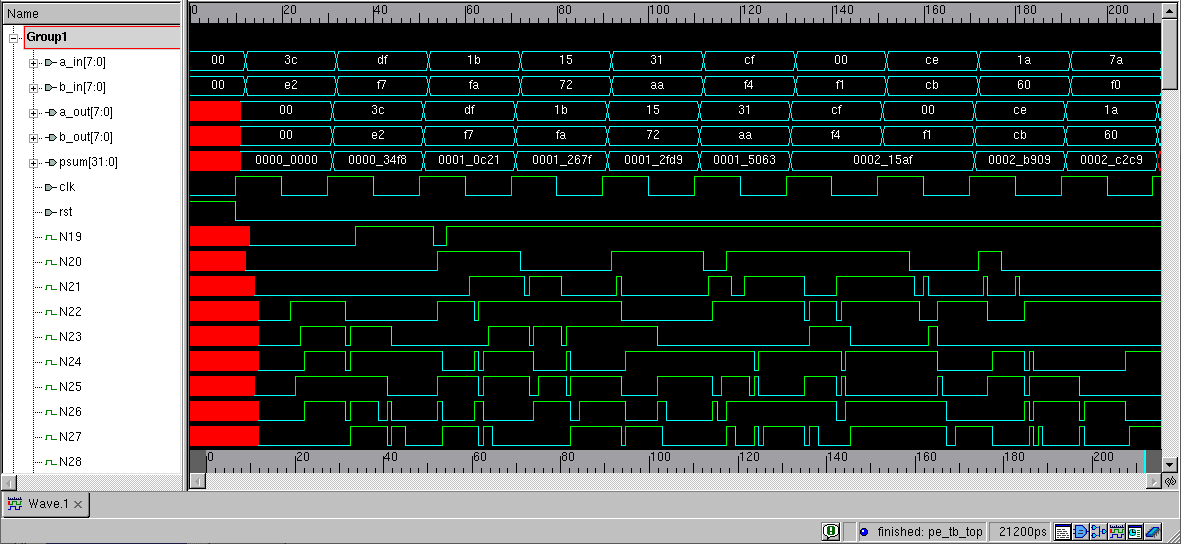 Name
0 20 40 60 80 100 120 140 160 180 200
Group1
a_in[7:0] 00 3c df 1b 15 31 cf 00 ce 1a 7a
b_in[7:0] 00 e2 f7 fa 72 aa f4 f1 cb 60 f0
a_out[7:0] 00 3c df 1b 15 31 cf 00 ce 1a
b_out[7:0] 00 e2 f7 fa 72 aa f4 f1 cb 60
psum[31:0] 0000_0000 0000_34f8 0001_0c21 0001_267f 0001_2fd9 0001_5063 0002_15af 0002_b909 0002_c2c9
clk
rst
N19
N20
N21
N22
N23
N24
N25
N26
N27
N28
0 20 40 60 80 100 120 140 160 180 200
Wave.1
finished: pe_tb_top 21200ps